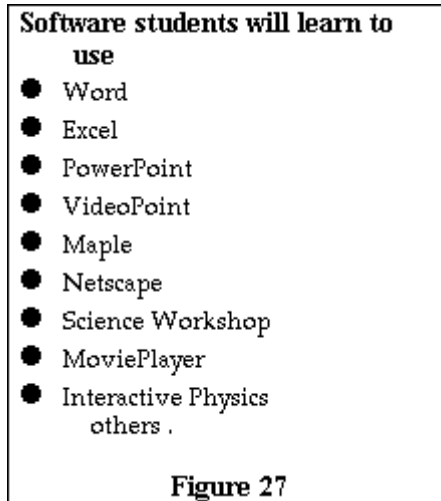 Software students will learn to
use
● Word
● Excel
● PowerPoint
● VideoPoint
● Maple
● Netscape
● Science Workshop
● MoviePlayer
● Interactive Physics
others .
Figure 27